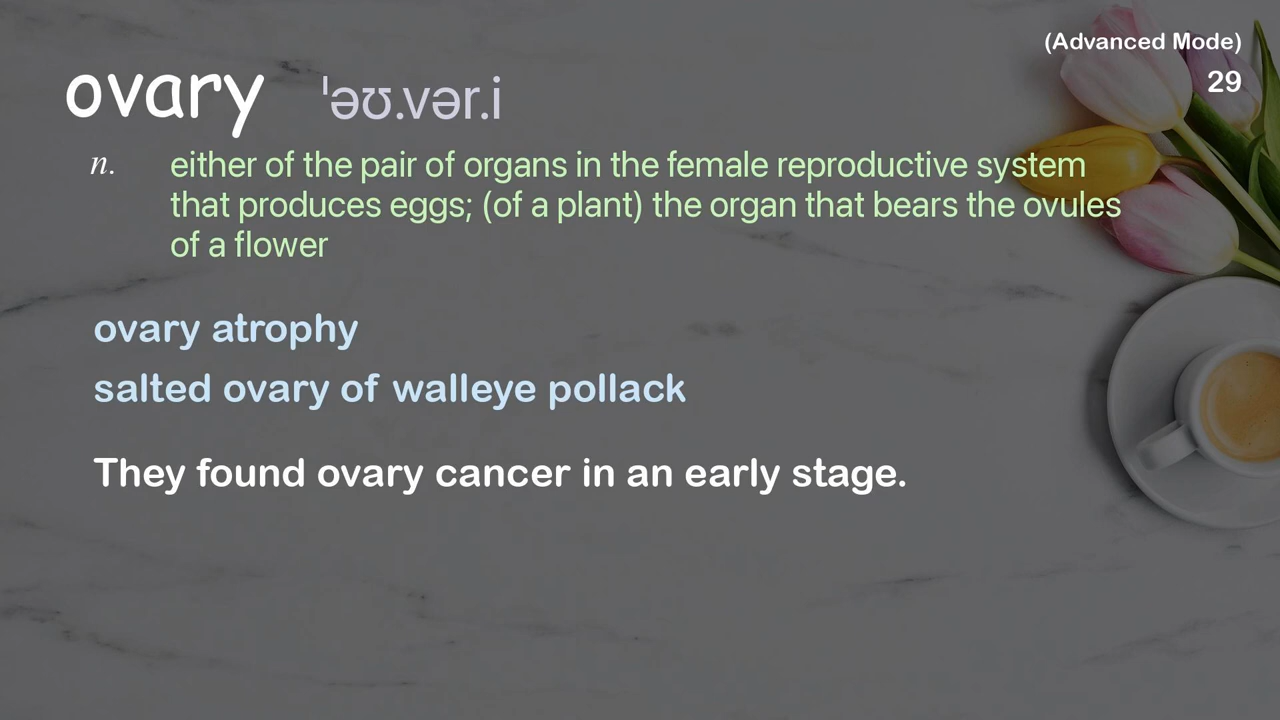 (Advanced Mode)
29
ovary ˈəʊ.vər.i
n. either of the pair of organs in the female reproductive system
that produces eggs; (of a plant) the organ that bears the ovules
of a flower
ovary atrophy
salted ovary of walleye pollack
They found ovary cancer in an early stage.